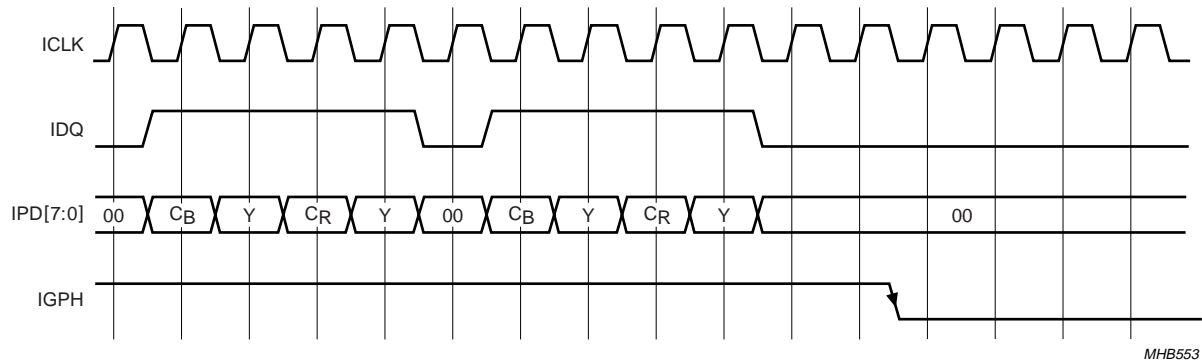 ICLK
IDQ
IPD[7:0] 00 CB Y CR Y 00 CB Y CR Y 00
IGPH
MHB553